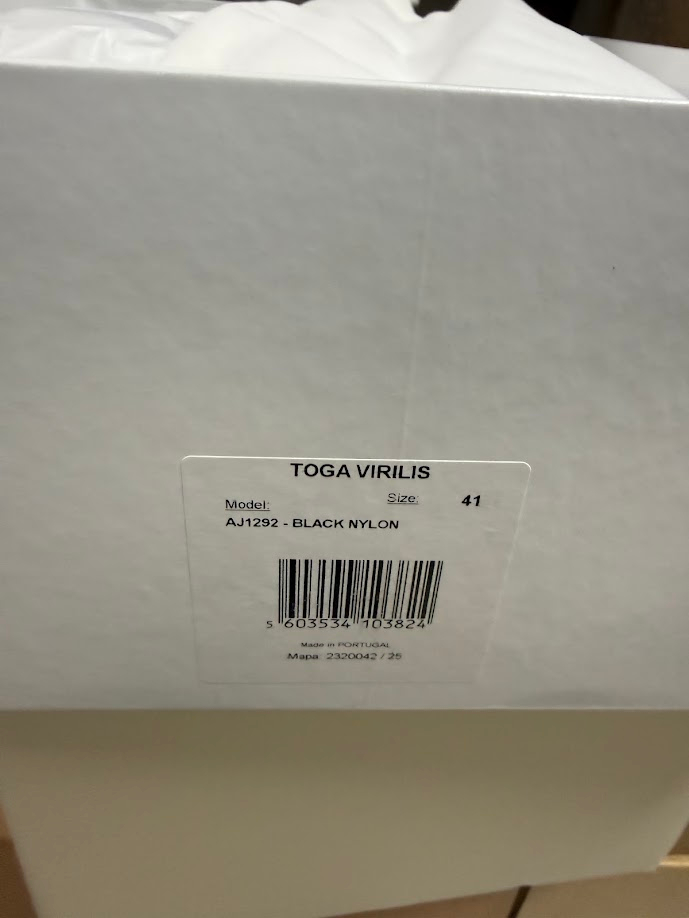 TOGA VIRILIS
Model: Size: 41
AJ1292 - BLACK NYLON
5 603534 103824
Made in PORTUGAL
Mapa: 2320042 / 25